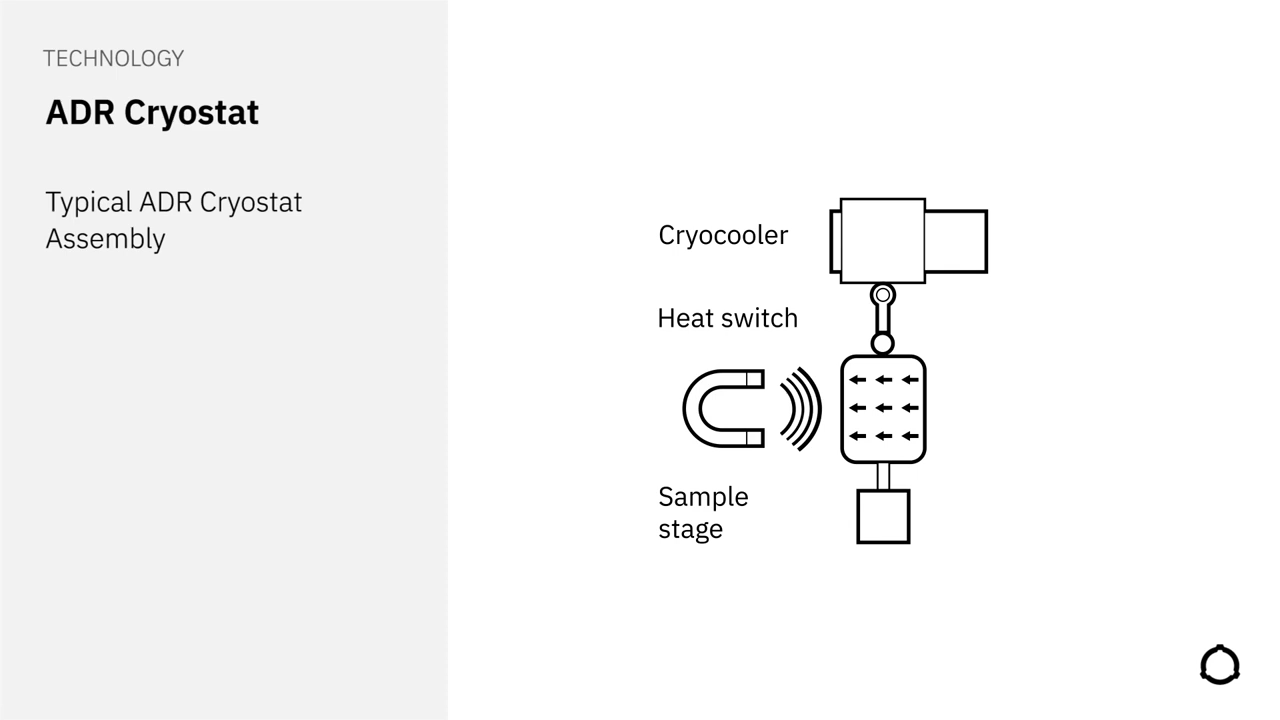 TECHNOLOGY
ADR Cryostat
Typical ADR Cryostat
Assembly
Cryocooler
Heat switch
Sample
stage